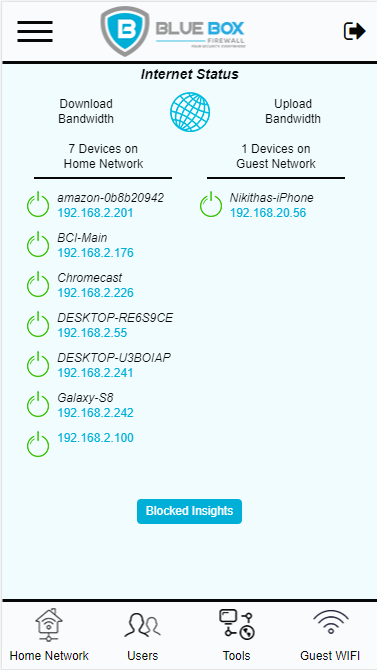 BLUE BOX
FIREWALL
YOUR SECURITY, EVERYWHERE
Internet Status
Download
Bandwidth
Upload
Bandwidth
7 Devices on
Home Network
1 Devices on
Guest Network
amazon-0b8b20942
192.168.2.201
Nikithas-iPhone
192.168.20.56
BCI-Main
192.168.2.176
Chromecast
192.168.2.226
DESKTOP-RE6S9CE
192.168.2.55
DESKTOP-U3BOIAP
192.168.2.241
Galaxy-S8
192.168.2.242
192.168.2.100
Blocked Insights
Home Network
Users
Tools
Guest WIFI